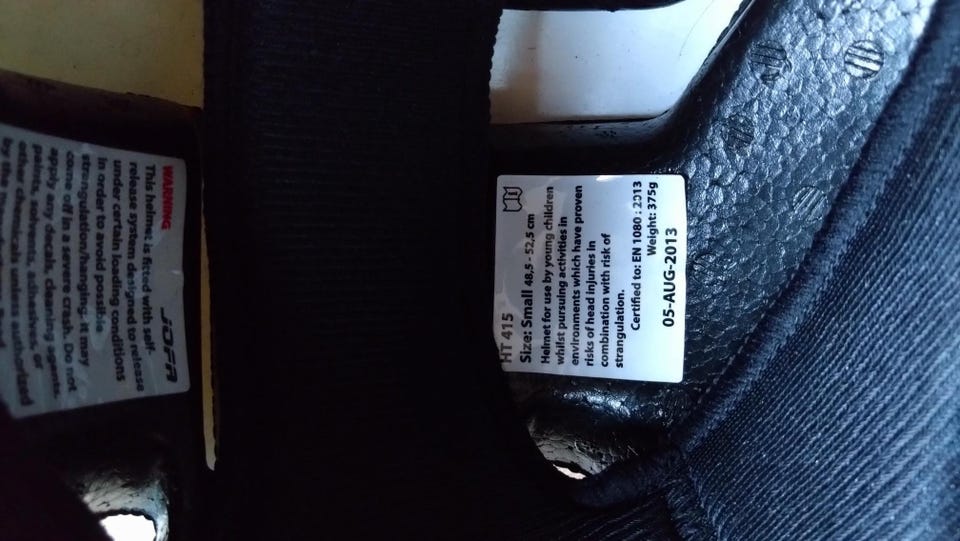 WARNING JOFA
This helmet is fitted with self-
release system designed to release
under certain loading conditions
in order to avoid possible
strangulation/hanging, it may
come off in a severe crash. Do not
apply any decals, cleaning agents,
paints, solvents, adhesives, or
other chemicals unless authorized
by the
HT 415
Size: Small 48,5 - 52,5 cm
Helmet for use by young children
whilst pursuing activities in
environments which have proven
risks of head injuries in
combination with risk of
strangulation.
Certified to: EN 1080 : 2013
Weight: 375g
05-AUG-2013